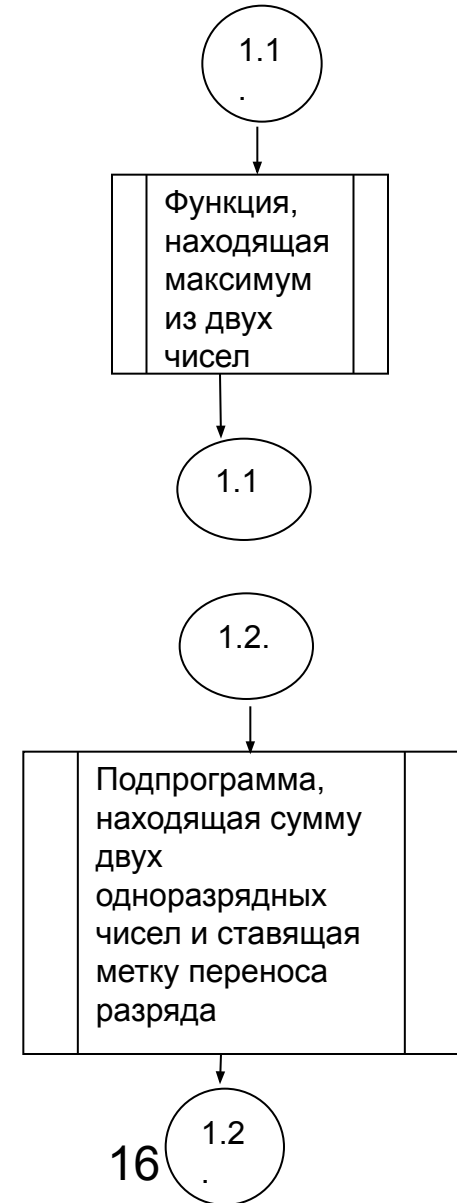 1.1
.
Функция,
находящая
максимум
из двух
чисел
1.1
1.2.
Подпрограмма,
находящая сумму
двух
одноразрядных
чисел и ставящая
метку переноса
разряда
1.2
.
16